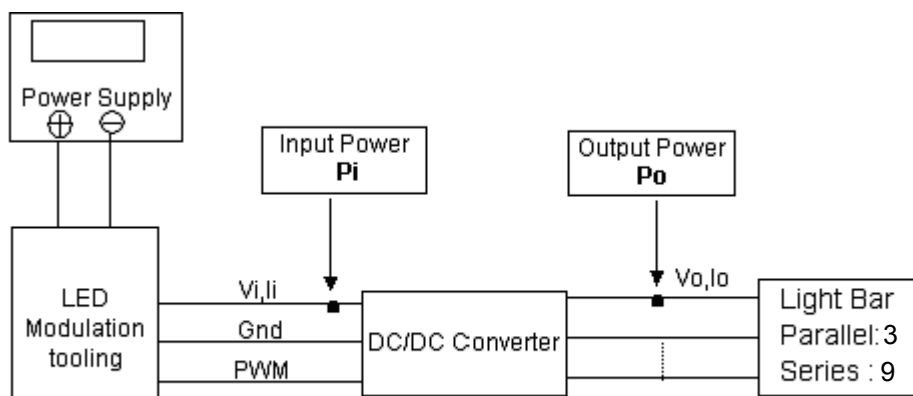 Power Supply
Input Power
Pi
Output Power
Po
LED
Modulation
tooling
Vi,Ii
Gnd
PWM
DC/DC Converter
Vo,Io
Light Bar
Parallel: 3
Series : 9